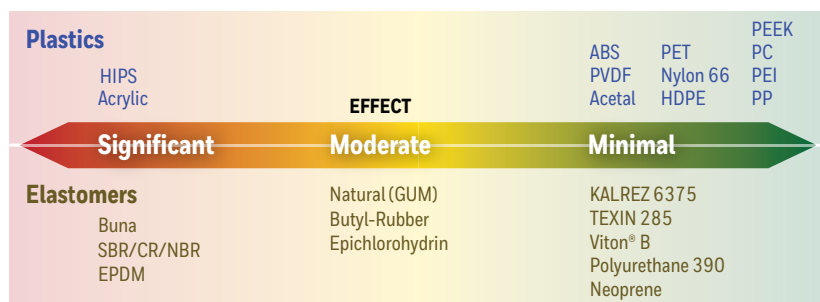 Plastics
HIPS
Acrylic
ABS
PVDF
Acetal
PET
Nylon 66
HDPE
PEEK
PC
PEI
PP
EFFECT
Significant
Moderate
Minimal
Elastomers
Buna
SBR/CR/NBR
EPDM
Natural (GUM)
Butyl-Rubber
Epichlorohydrin
KALREZ 6375
TEXIN 285
Viton® B
Polyurethane 390
Neoprene